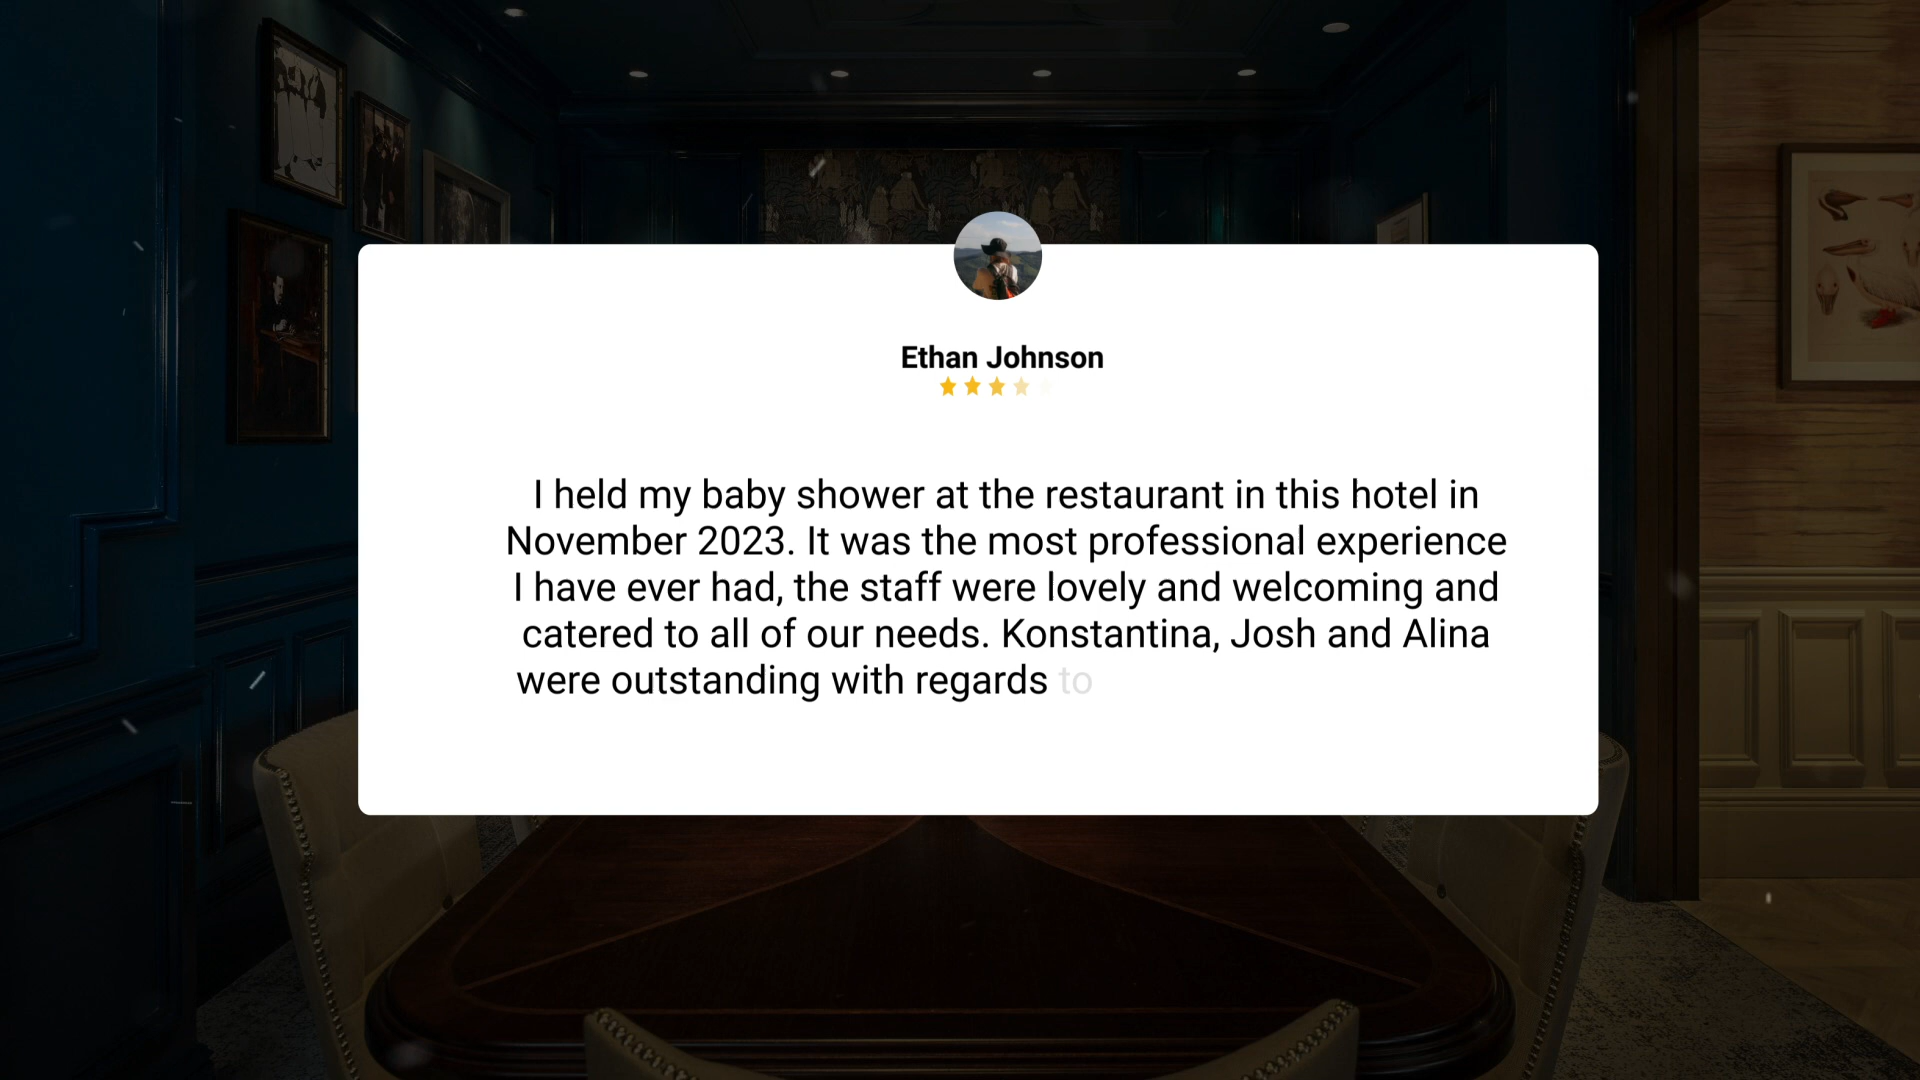 Ethan Johnson
I held my baby shower at the restaurant in this hotel in
November 2023. It was the most professional experience
I have ever had, the staff were lovely and welcoming and
catered to all of our needs. Konstantina, Josh and Alina
were outstanding with regards to